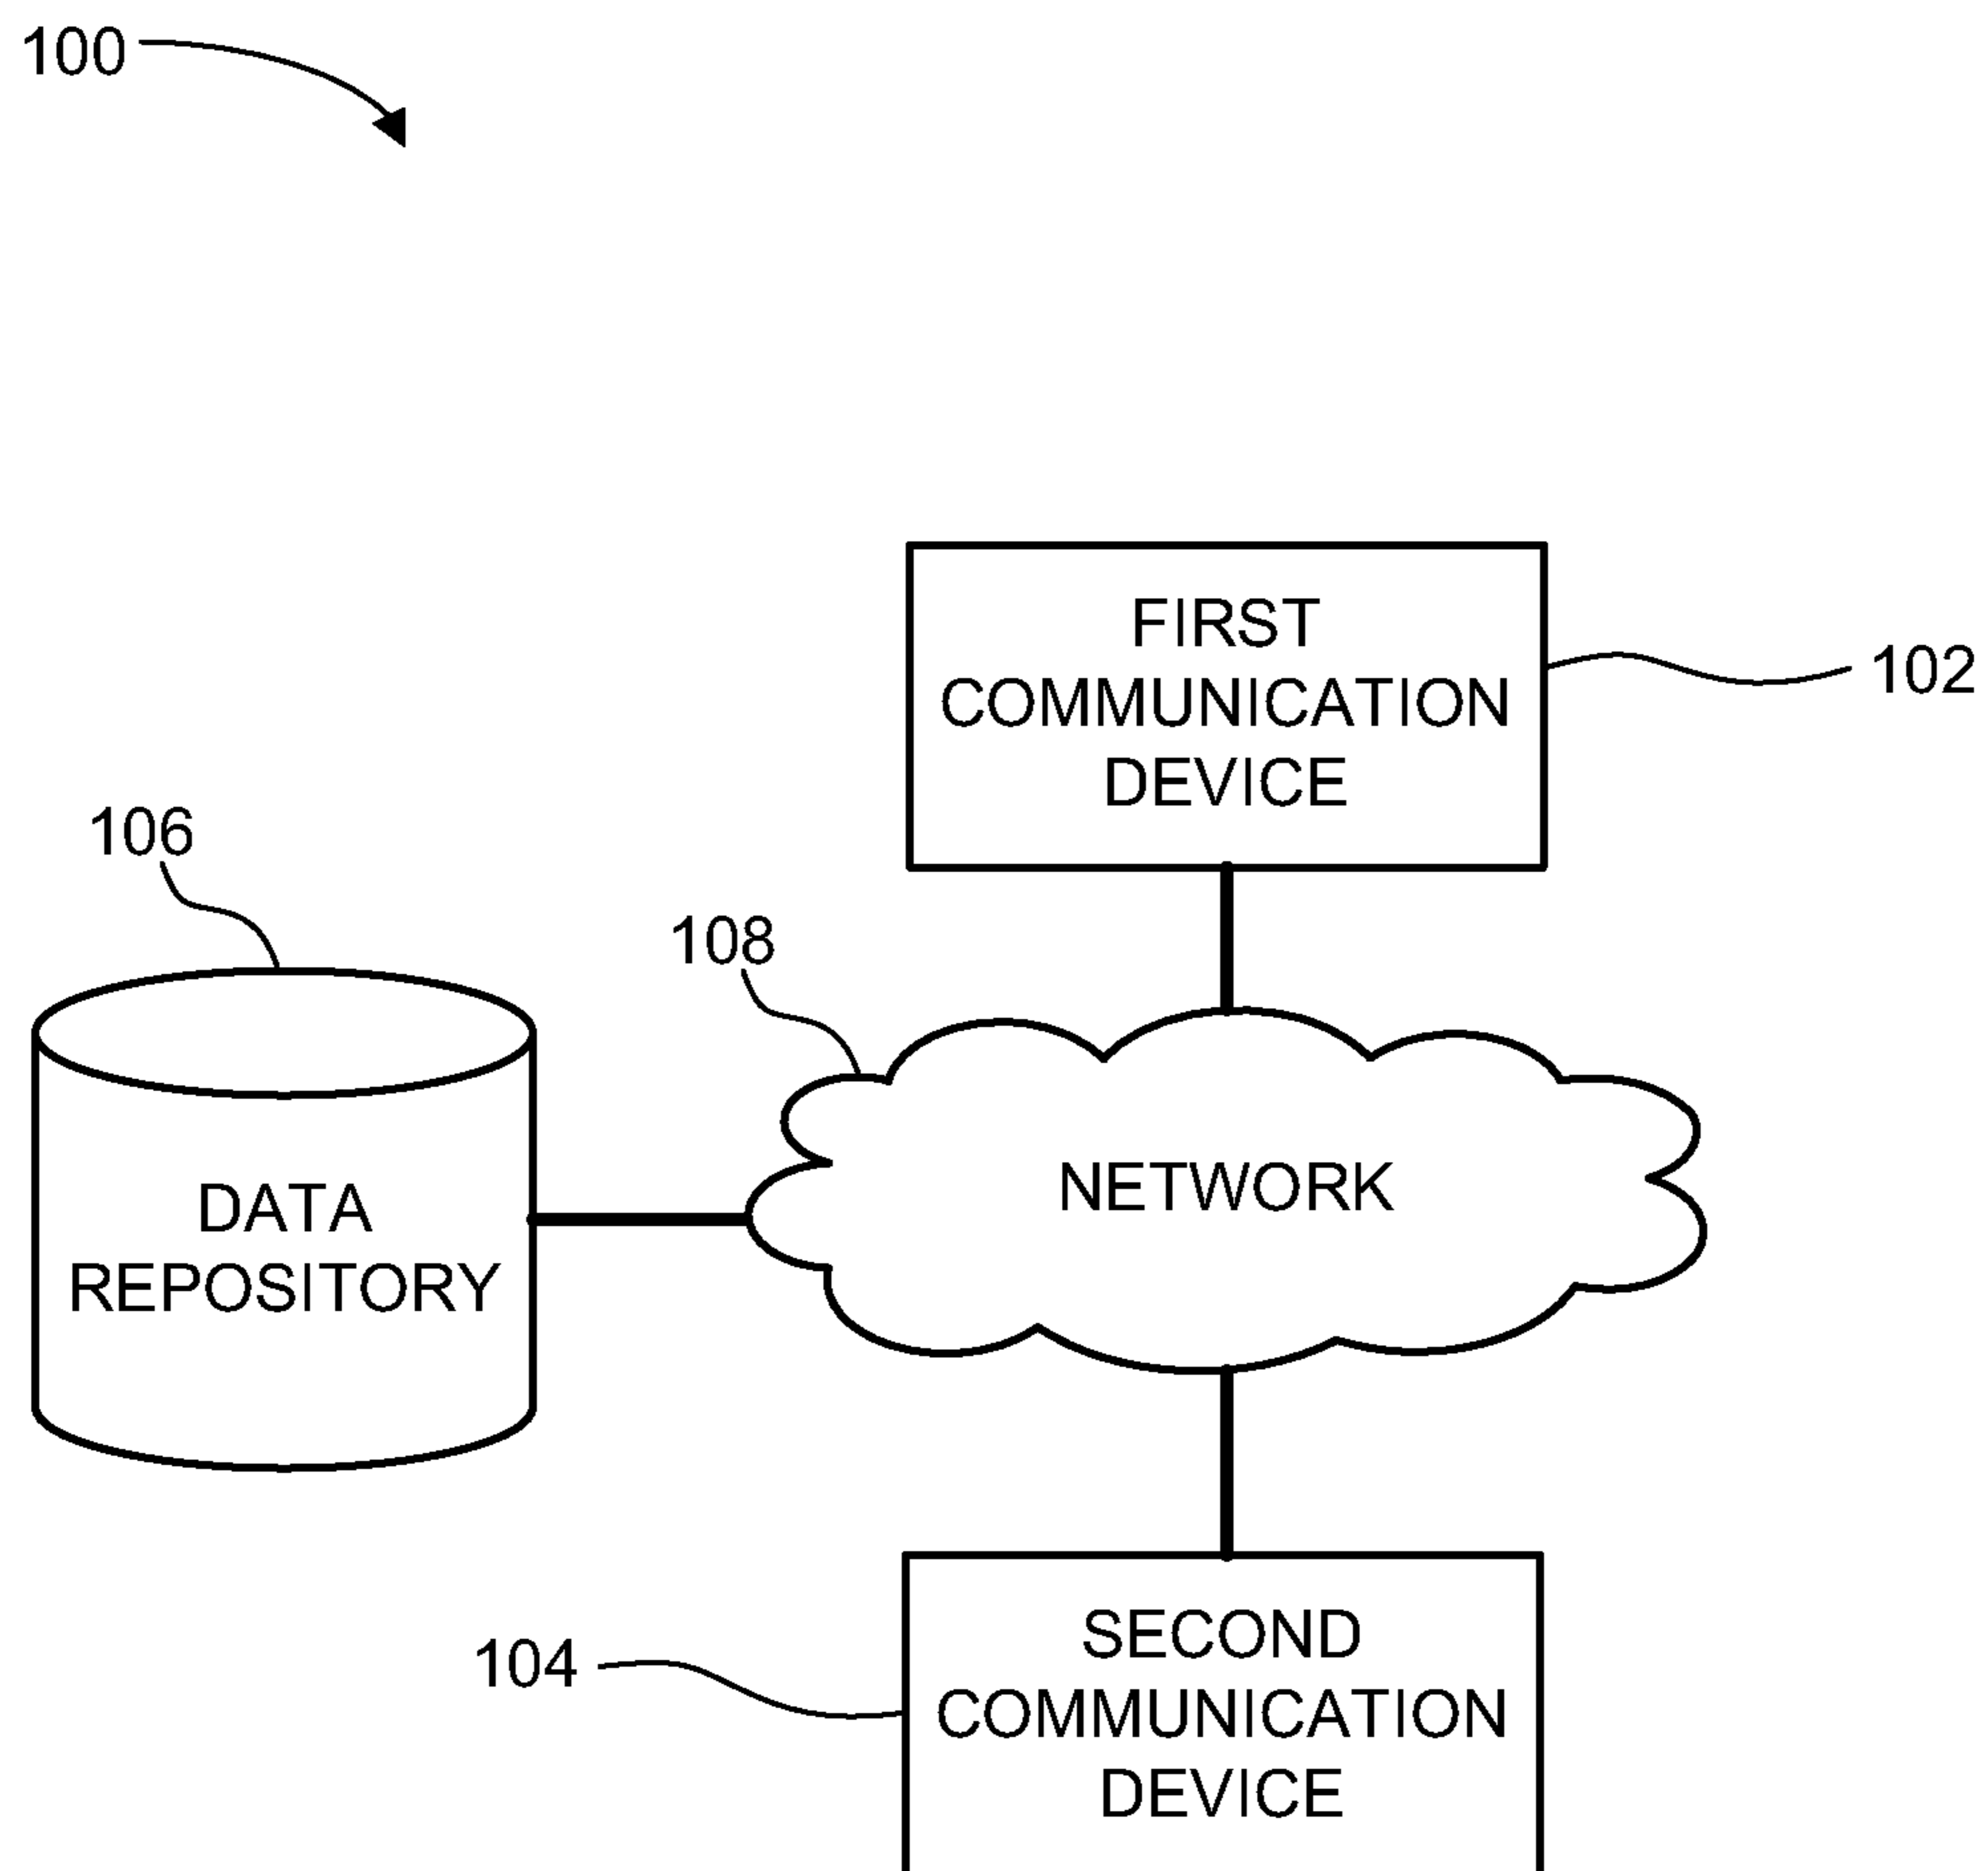 100
FIRST
COMMUNICATION
DEVICE
102
106
108
DATA
REPOSITORY
NETWORK
104
SECOND
COMMUNICATION
DEVICE